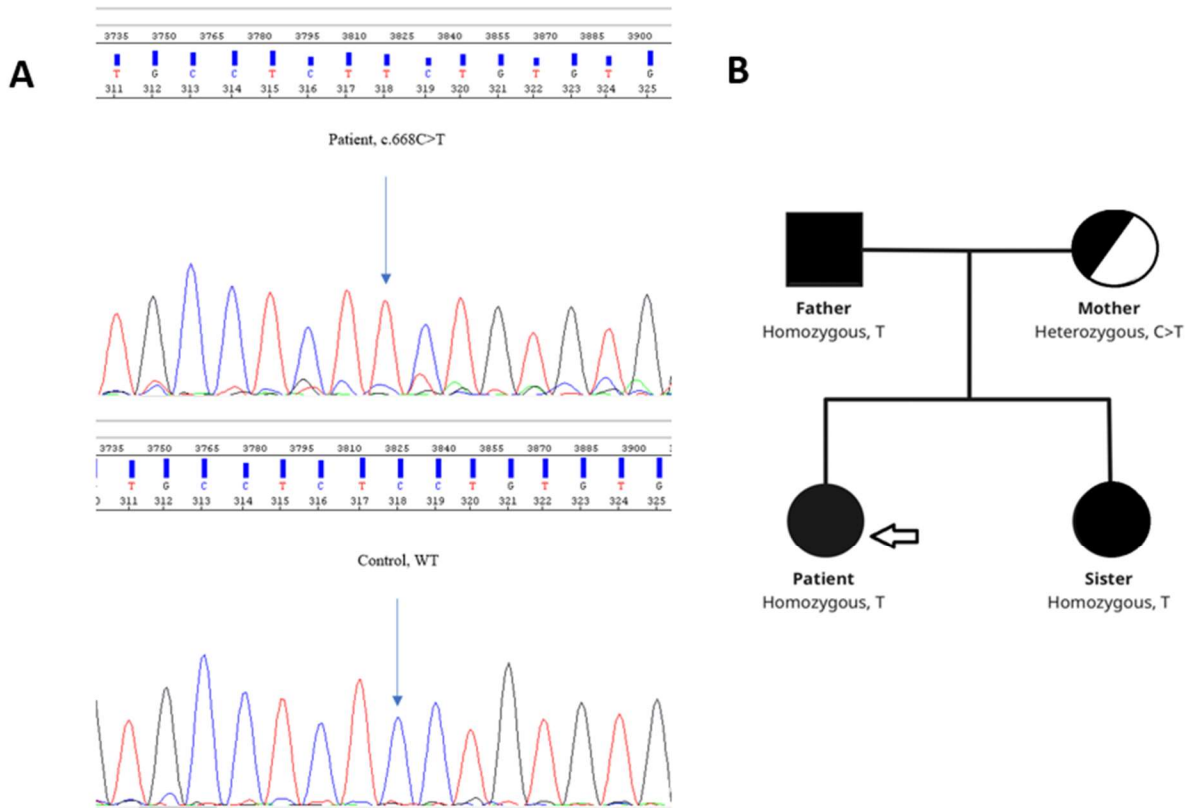 A
3735 3750 3765 3780 3795 3810 3825 3840 3855 3870 3885 3900
T G C C T C T T C T G T G T G
311 312 313 314 315 316 317 318 319 320 321 322 323 324 325
Patient, c.668C>T
3735 3750 3765 3780 3795 3810 3825 3840 3855 3870 3885 3900
T G C C T C T C C T G T G T G
311 312 313 314 315 316 317 318 319 320 321 322 323 324 325
Control, WT
B
Father Mother
Homozygous, T Heterozygous, C>T
Patient Sister
Homozygous, T Homozygous, T